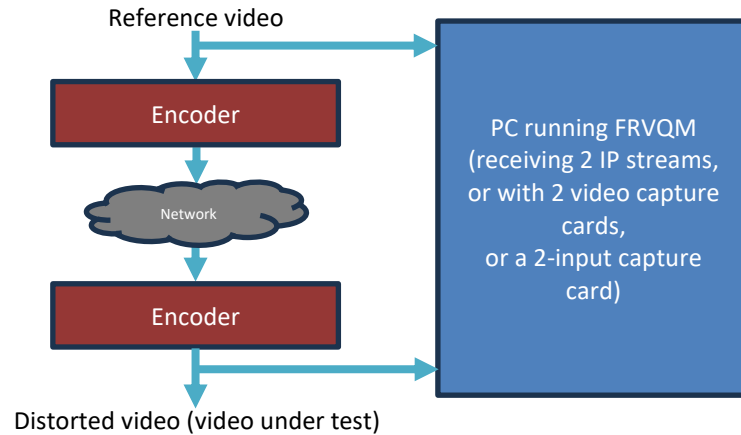 Reference video
Encoder
Network
Encoder
Distorted video (video under test)
PC running FRVQM
(receiving 2 IP streams,
or with 2 video capture
cards,
or a 2-input capture
card)